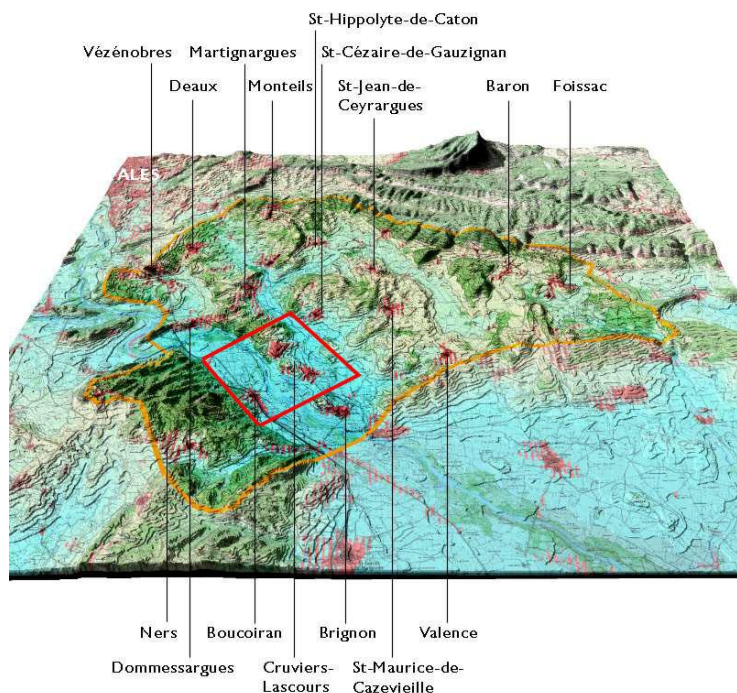 St-Hippolyte-de-Caton
Vézénobres
Martignargues
St-Cézaire-de-Gauzignan
Deaux
Monteils
St-Jean-de-
Ceyrargues
Baron
Foissac
ALES
Ners
Boucoiran
Brignon
Valence
Dommessargues
Cruviers-
Lascours
St-Maurice-de-
Cazevieille